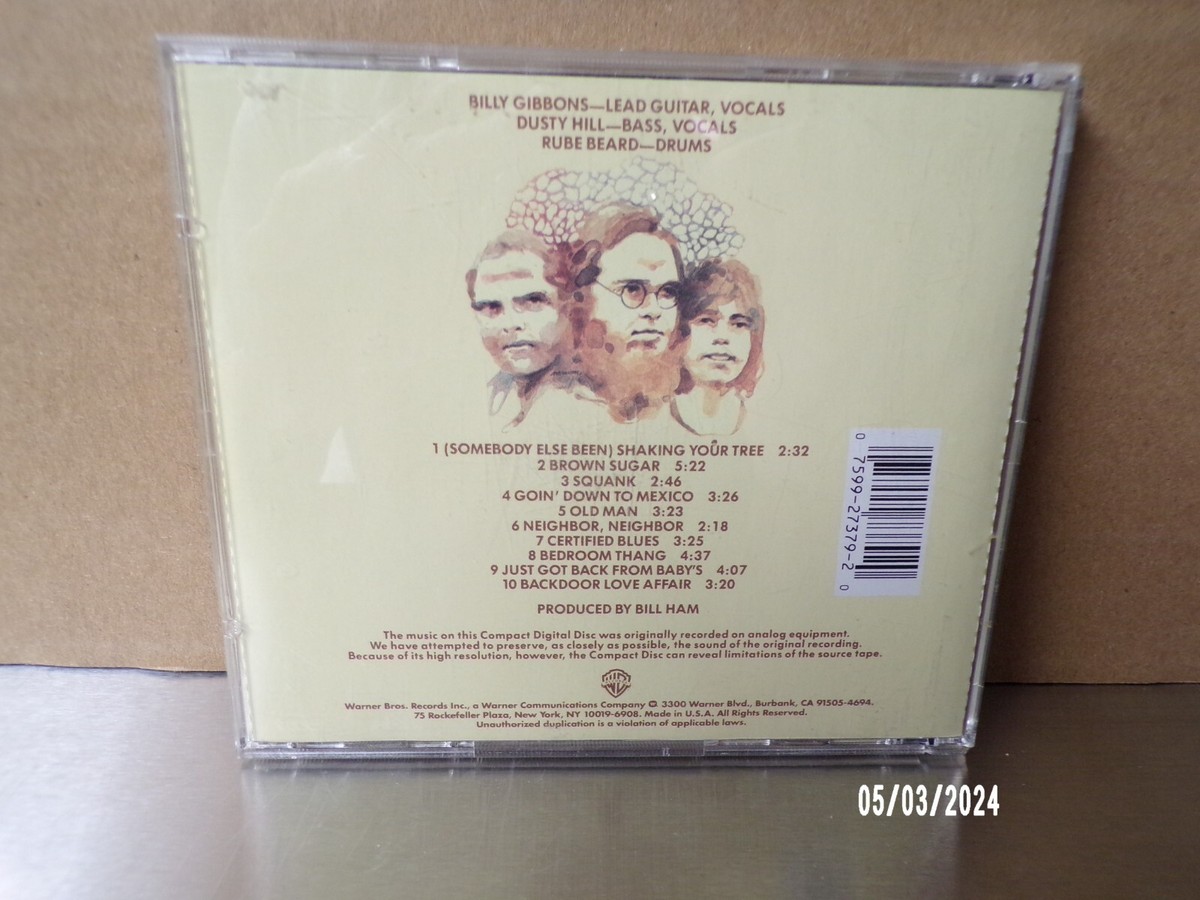 BILLY GIBBONS—LEAD GUITAR, VOCALS
DUSTY HILL—BASS, VOCALS
RUBE BEARD—DRUMS
1 (SOMEBODY ELSE BEEN) SHAKING YOUR TREE 2:32
2 BROWN SUGAR 5:22
3 SQUANK 2:46
4 GOIN' DOWN TO MEXICO 3:26
5 OLD MAN 3:23
6 NEIGHBOR, NEIGHBOR 2:18
7 CERTIFIED BLUES 3:25
8 BEDROOM THANG 4:37
9 JUST GOT BACK FROM BABY'S 4:07
10 BACKDOOR LOVE AFFAIR 3:20
PRODUCED BY BILL HAM
0 7599-27379-2 0
The music on this Compact Digital Disc was originally recorded on analog equipment.
We have attempted to preserve, as closely as possible, the sound of the original recording.
Because of its high resolution, however, the Compact Disc can reveal limitations of the source tape.
Warner Bros. Records Inc., a Warner Communications Company 3300 Warner Blvd., Burbank, CA 91505-4694.
75 Rockefeller Plaza, New York, NY 10019-6908. Made in U.S.A. All Rights Reserved.
Unauthorized duplication is a violation of applicable laws.
05/03/2024